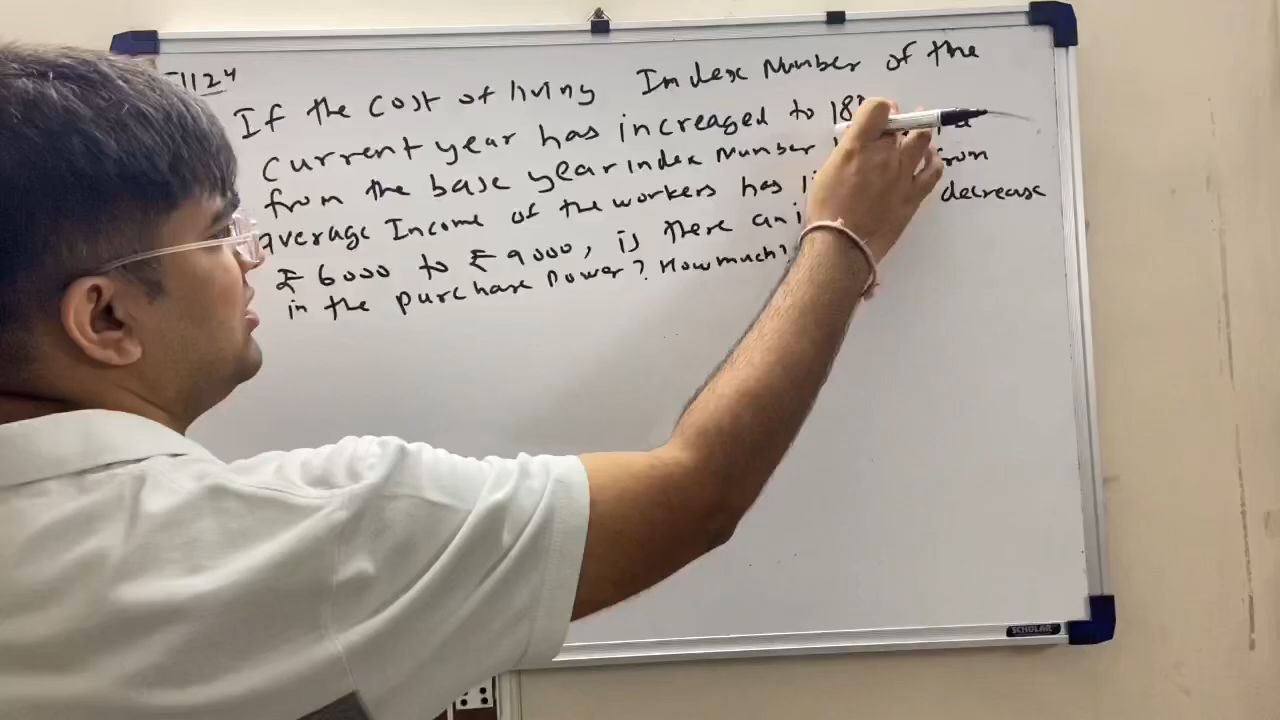 1124
If the cost of living Index Number of the
current year has increased to
from the base year index Number
average Income of the workers has from
₹ 6000 to ₹ 9000, is there an decrease
in the purchase power? How much?
SCHOLAR